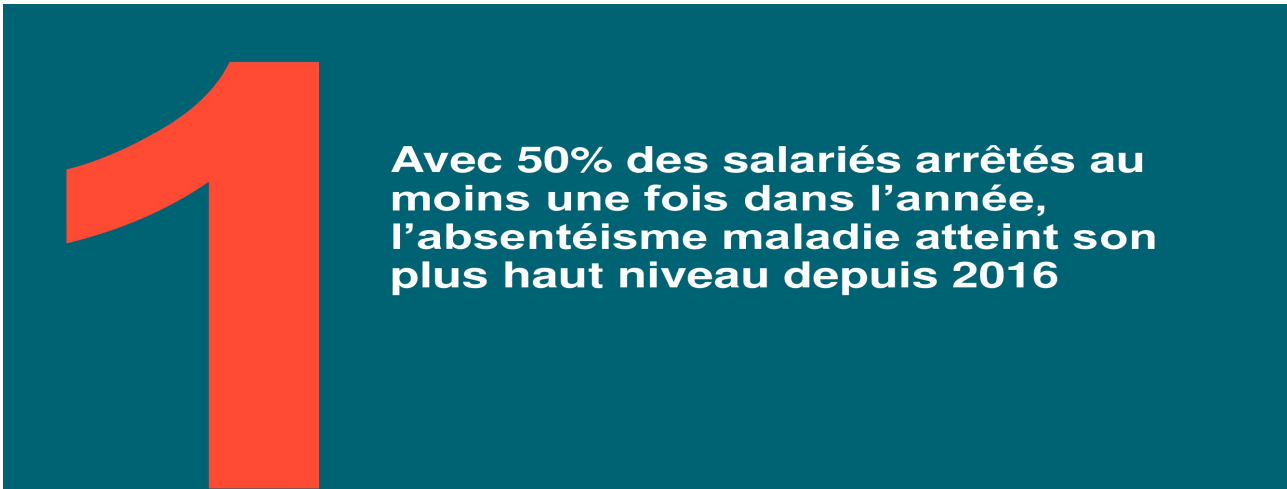 1
Avec 50% des salariés arrêtés au
moins une fois dans l’année,
l’absentéisme maladie atteint son
plus haut niveau depuis 2016